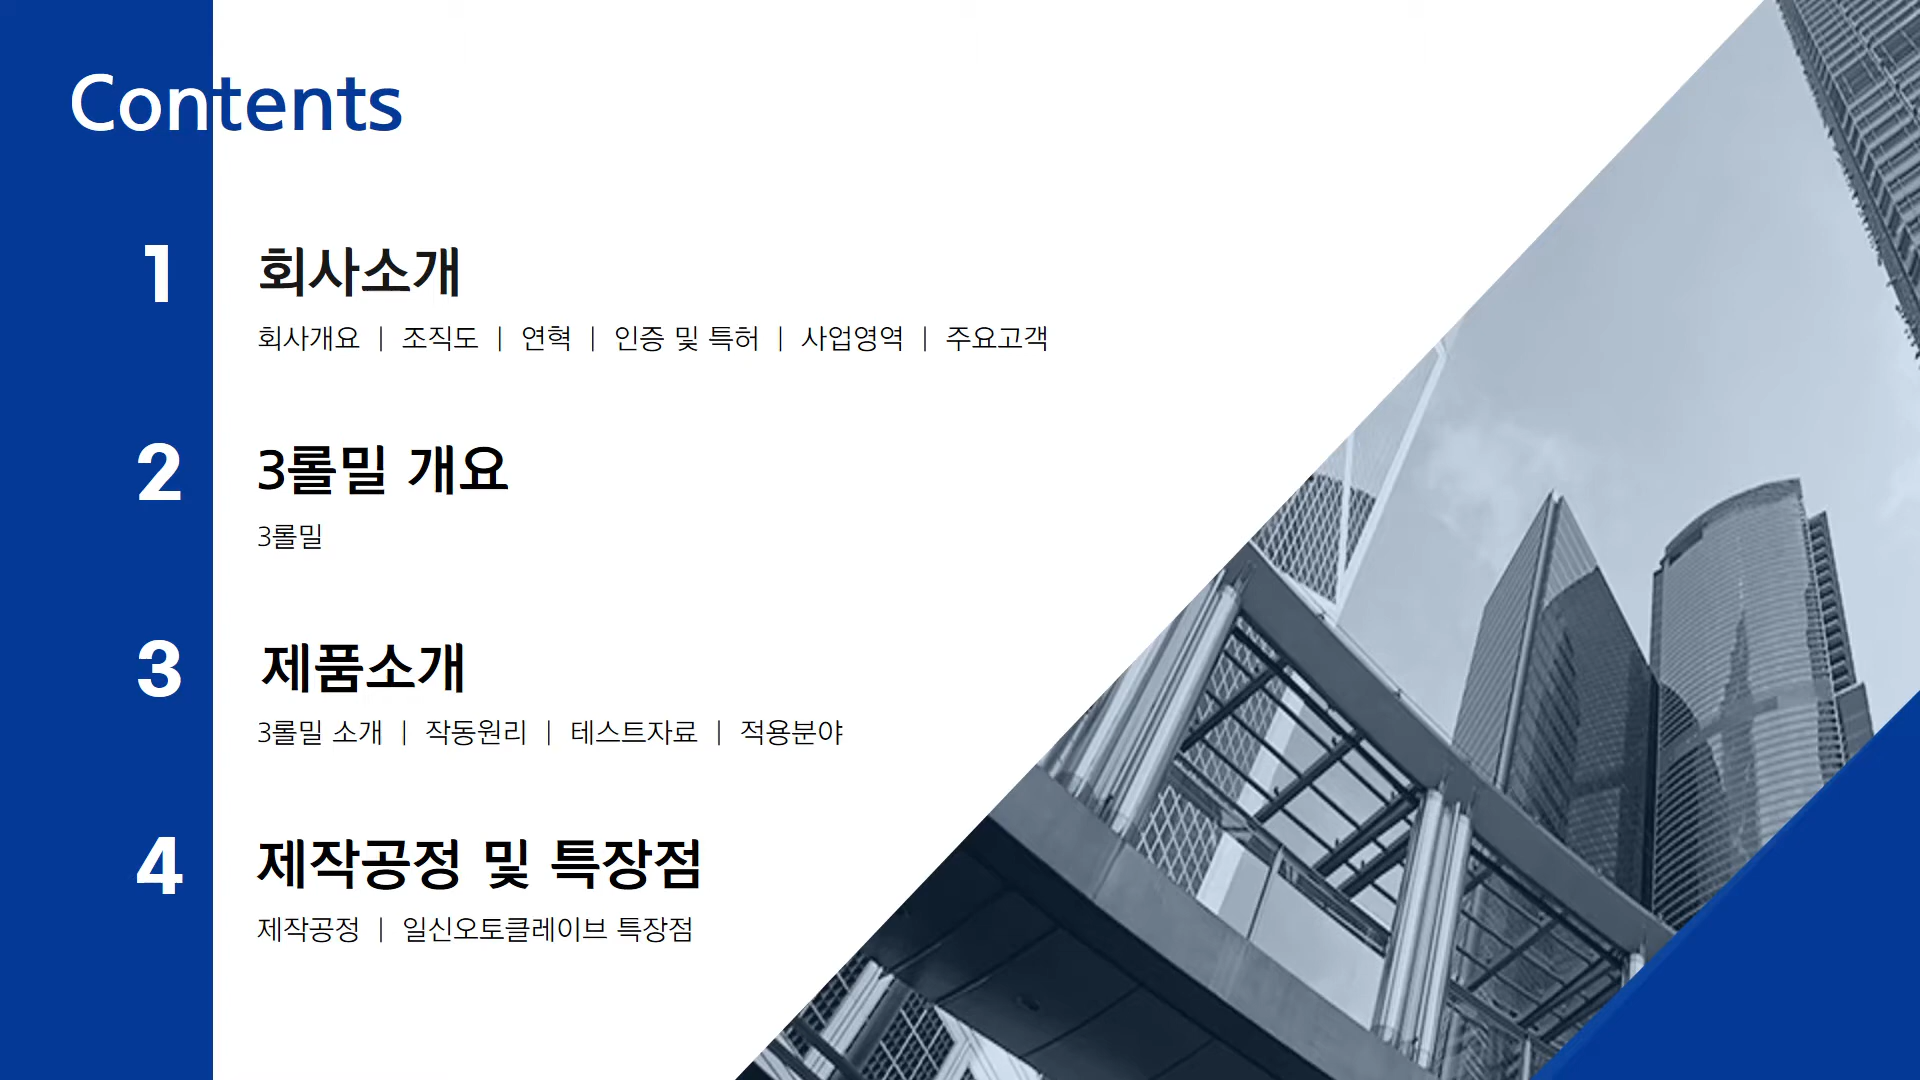 Contents
1 회사소개
회사개요 | 조직도 | 연혁 | 인증 및 특허 | 사업영역 | 주요고객
2 3롤밀 개요
3롤밀
3 제품소개
3롤밀 소개 | 작동원리 | 테스트자료 | 적용분야
4 제작공정 및 특장점
제작공정 | 일신오토클레이브 특장점